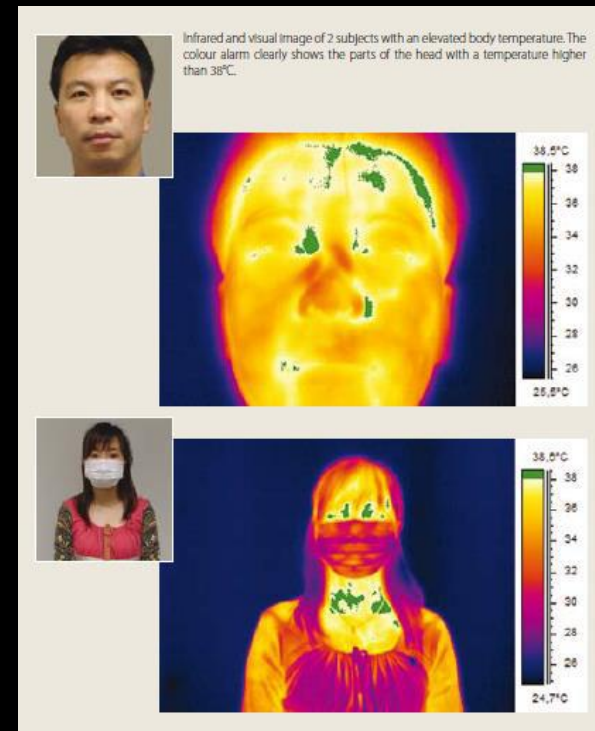 Infrared and visual image of 2 subjects with an elevated body temperature. The
colour alarm clearly shows the parts of the head with a temperature higher
than 38°C.
38,5°C
38
36
34
32
30
28
26
25,5°C
38,5°C
38
36
34
32
30
28
26
24,7°C